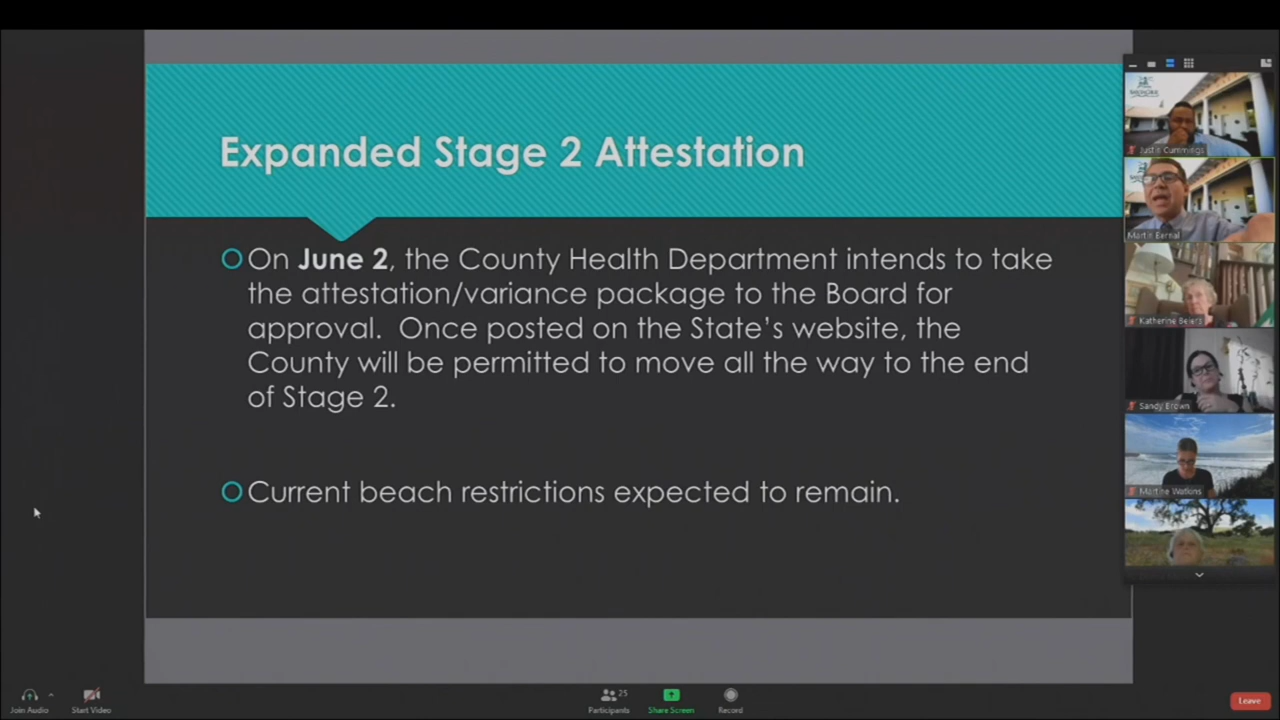 Expanded Stage 2 Attestation
On June 2, the County Health Department intends to take
the attestation/variance package to the Board for
approval. Once posted on the State's website, the
County will be permitted to move all the way to the end
of Stage 2.
Current beach restrictions expected to remain.
Justin Cummings
Martin Bernal
Katherine Beiers
Sandy Brown
Martine Watkins
Join Audio
Start Video
25
Participants
Share Screen
Record
Leave